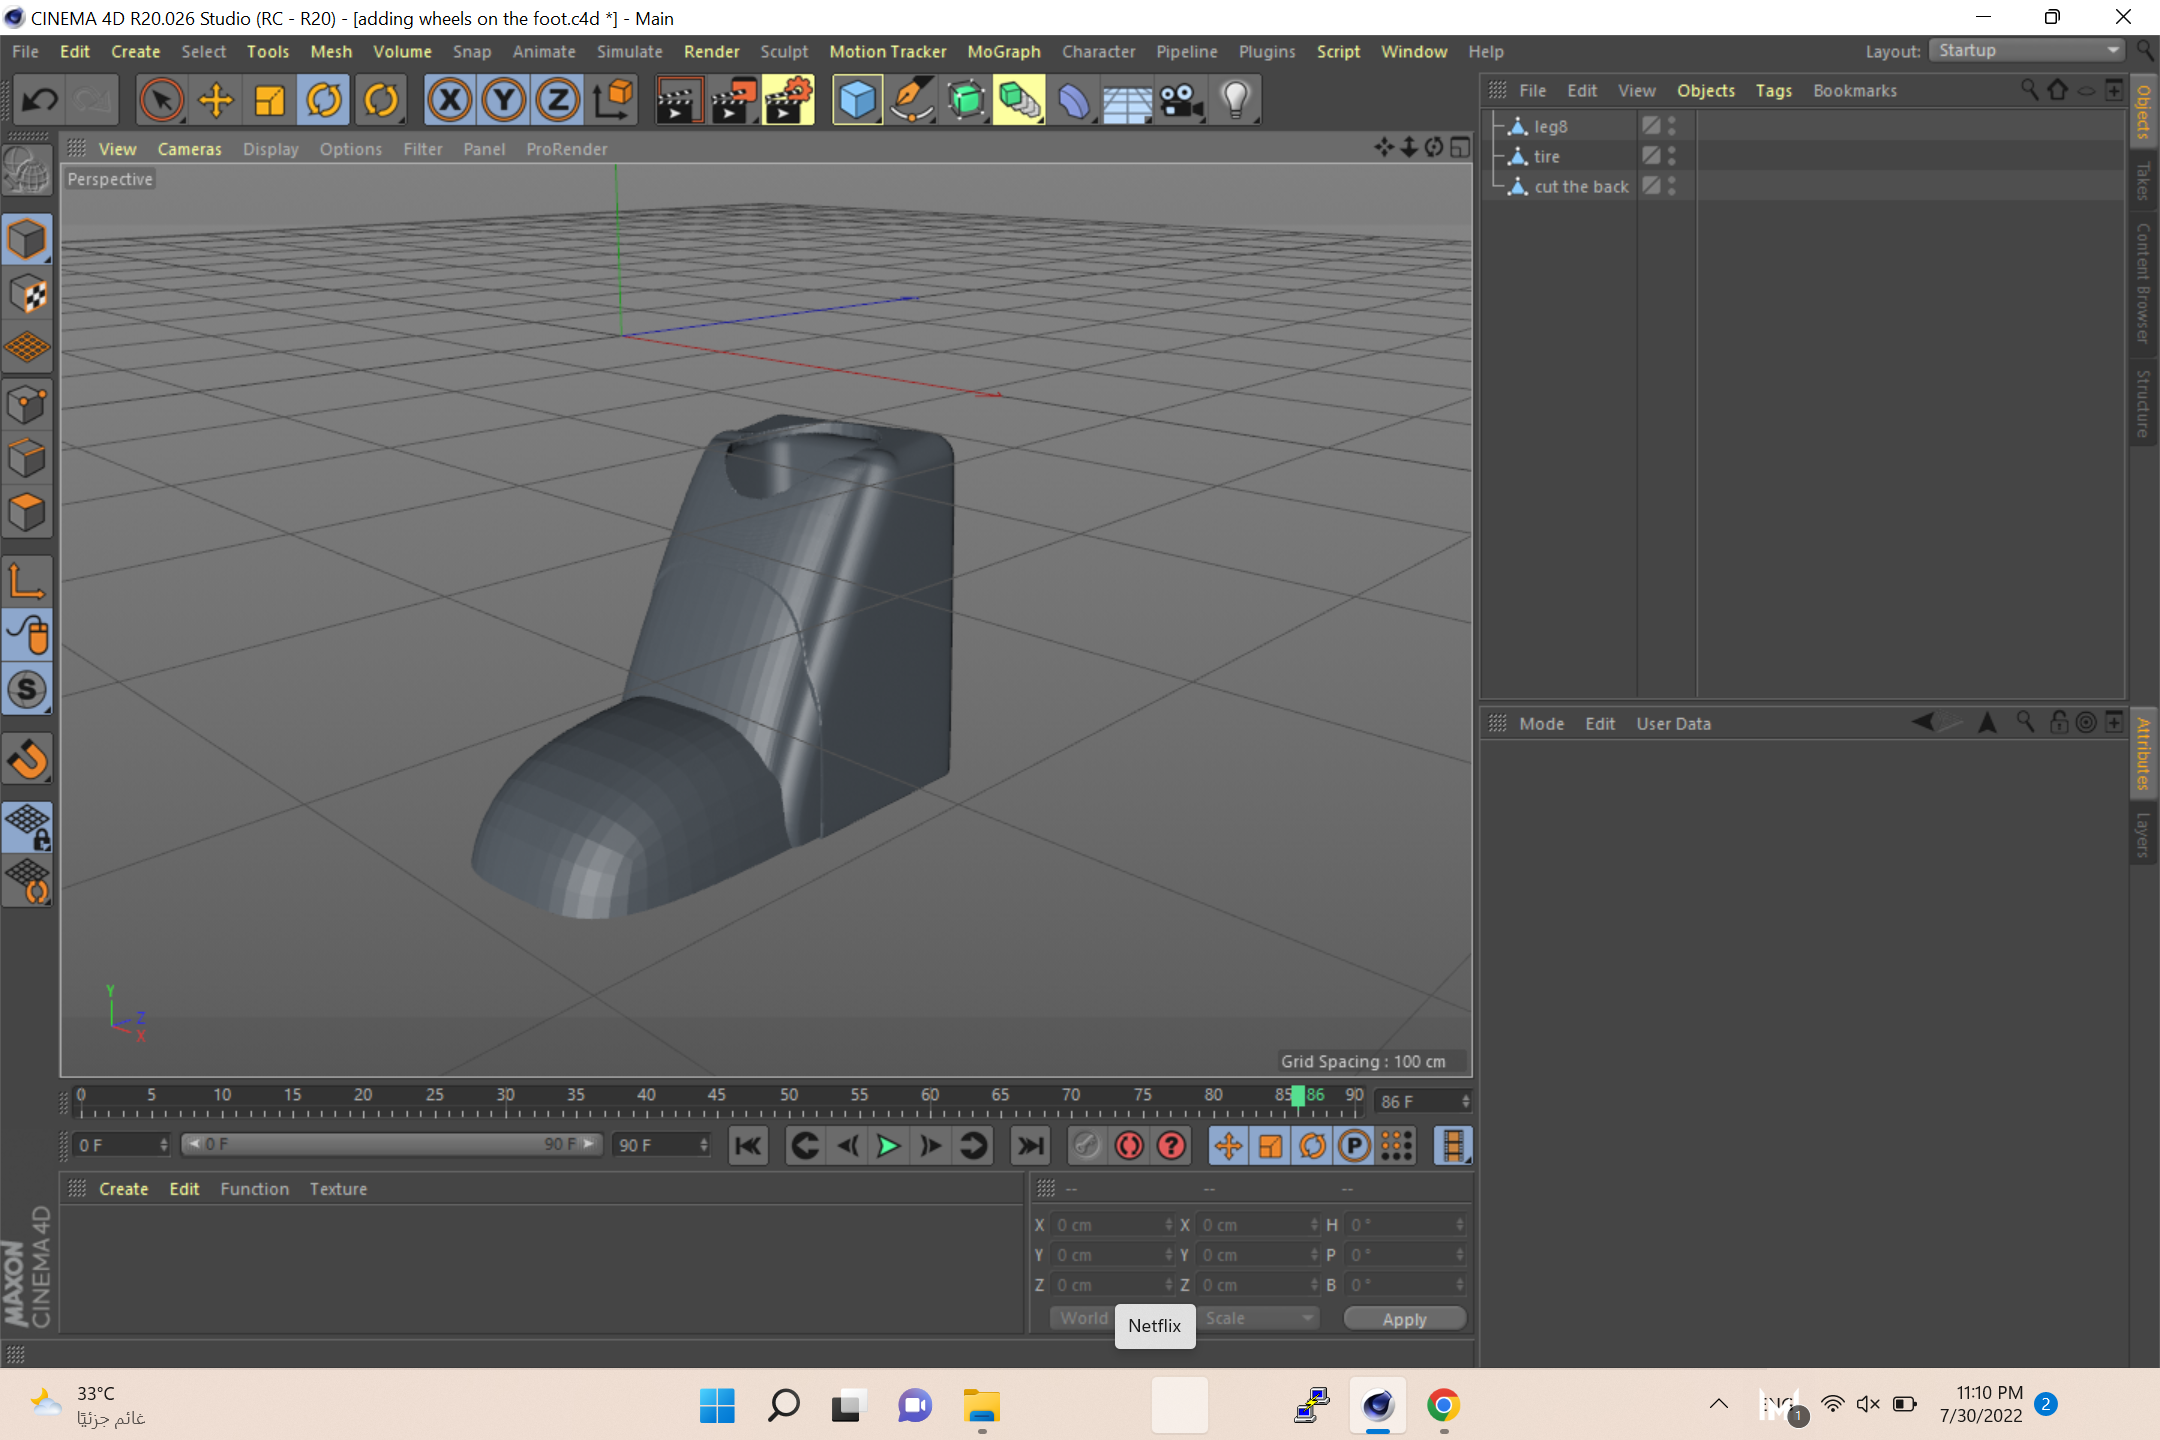 CINEMA 4D R20.026 Studio (RC - R20) - [adding wheels on the foot.c4d *] - Main
File Edit Create Select Tools Mesh Volume Snap Animate Simulate Render Sculpt Motion Tracker MoGraph Character Pipeline Plugins Script Window Help
Layout: Startup
File Edit View Objects Tags Bookmarks
leg8
tire
cut the back
Objects
Takes
Content Browser
Structure
View Cameras Display Options Filter Panel ProRender
Perspective
Y
Z
X
Grid Spacing : 100 cm
Mode Edit User Data
Attributes
Layers
0 5 10 15 20 25 30 35 40 45 50 55 60 65 70 75 80 85 86 90
86 F
0 F
0 F
90 F
90 F
Create Edit Function Texture
-- -- --
X 0 cm X 0 cm H 0 °
Y 0 cm Y 0 cm P 0 °
Z 0 cm Z 0 cm B 0 °
World Scale Apply
Netflix
MAXON
CINEMA 4D
33°C
غائم جزئيًا
11:10 PM
7/30/2022
2
1